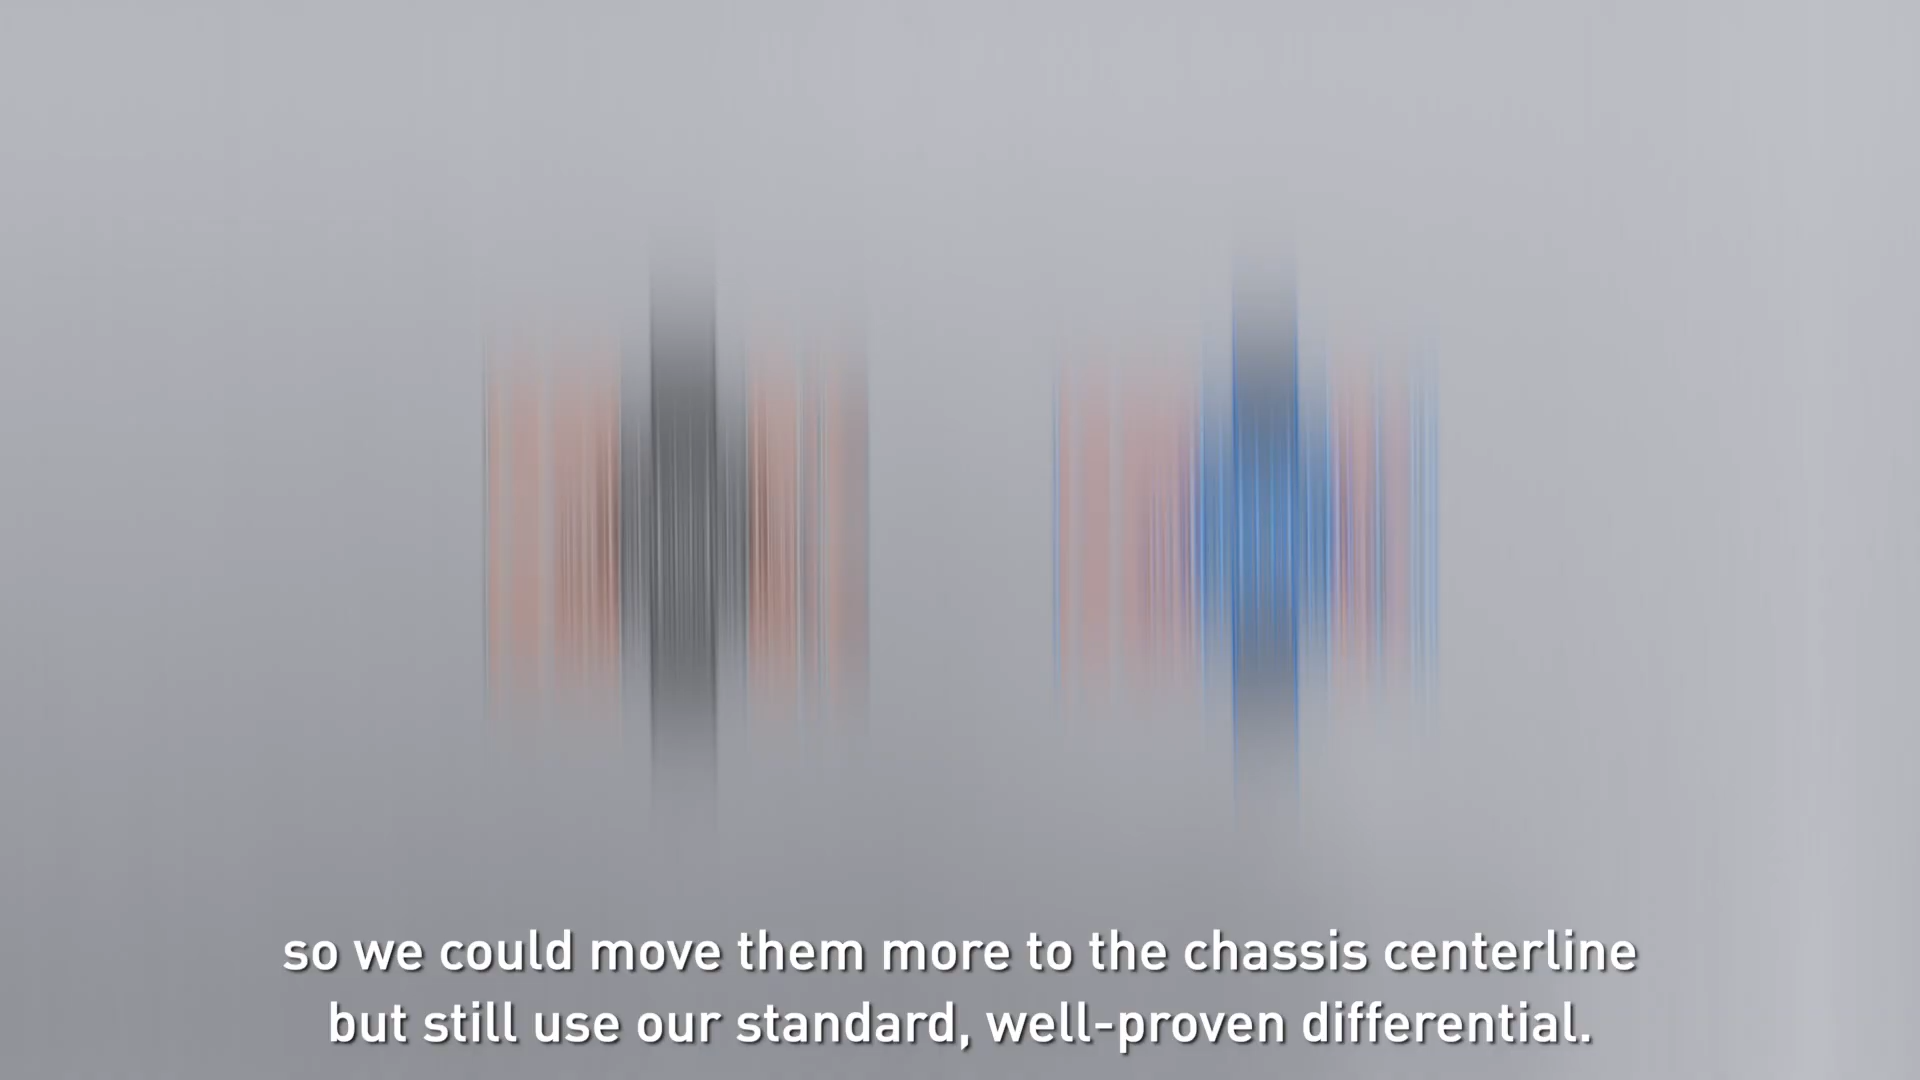 so we could move them more to the chassis centerline
but still use our standard, well-proven differential.